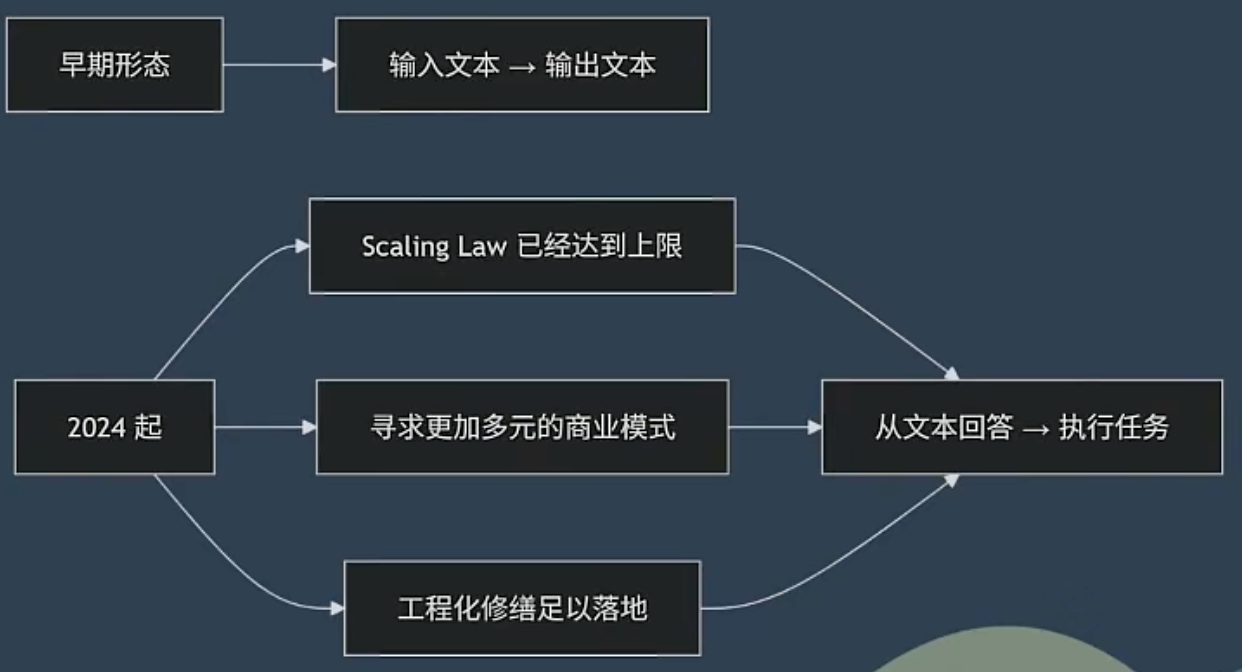 早期形态
输入文本 → 输出文本
Scaling Law 已经达到上限
2024 起
寻求更加多元的商业模式
从文本回答 → 执行任务
工程化修缮足以落地